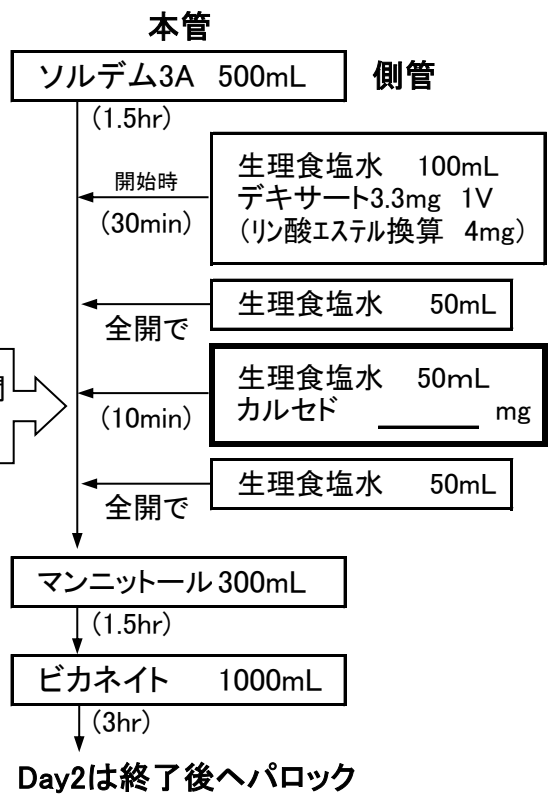 本管
ソルデム3A 500mL
側管
(1.5hr)
開始時
(30min)
生理食塩水 100mL
デキサート3.3mg 1V
(リン酸エステル換算 4mg)
全開で
生理食塩水 50mL
(10min)
生理食塩水 50mL
カルセド ＿＿＿ mg
全開で
生理食塩水 50mL
マンニットール 300mL
(1.5hr)
ビカネイト 1000mL
(3hr)
Day2は終了後ヘパロック